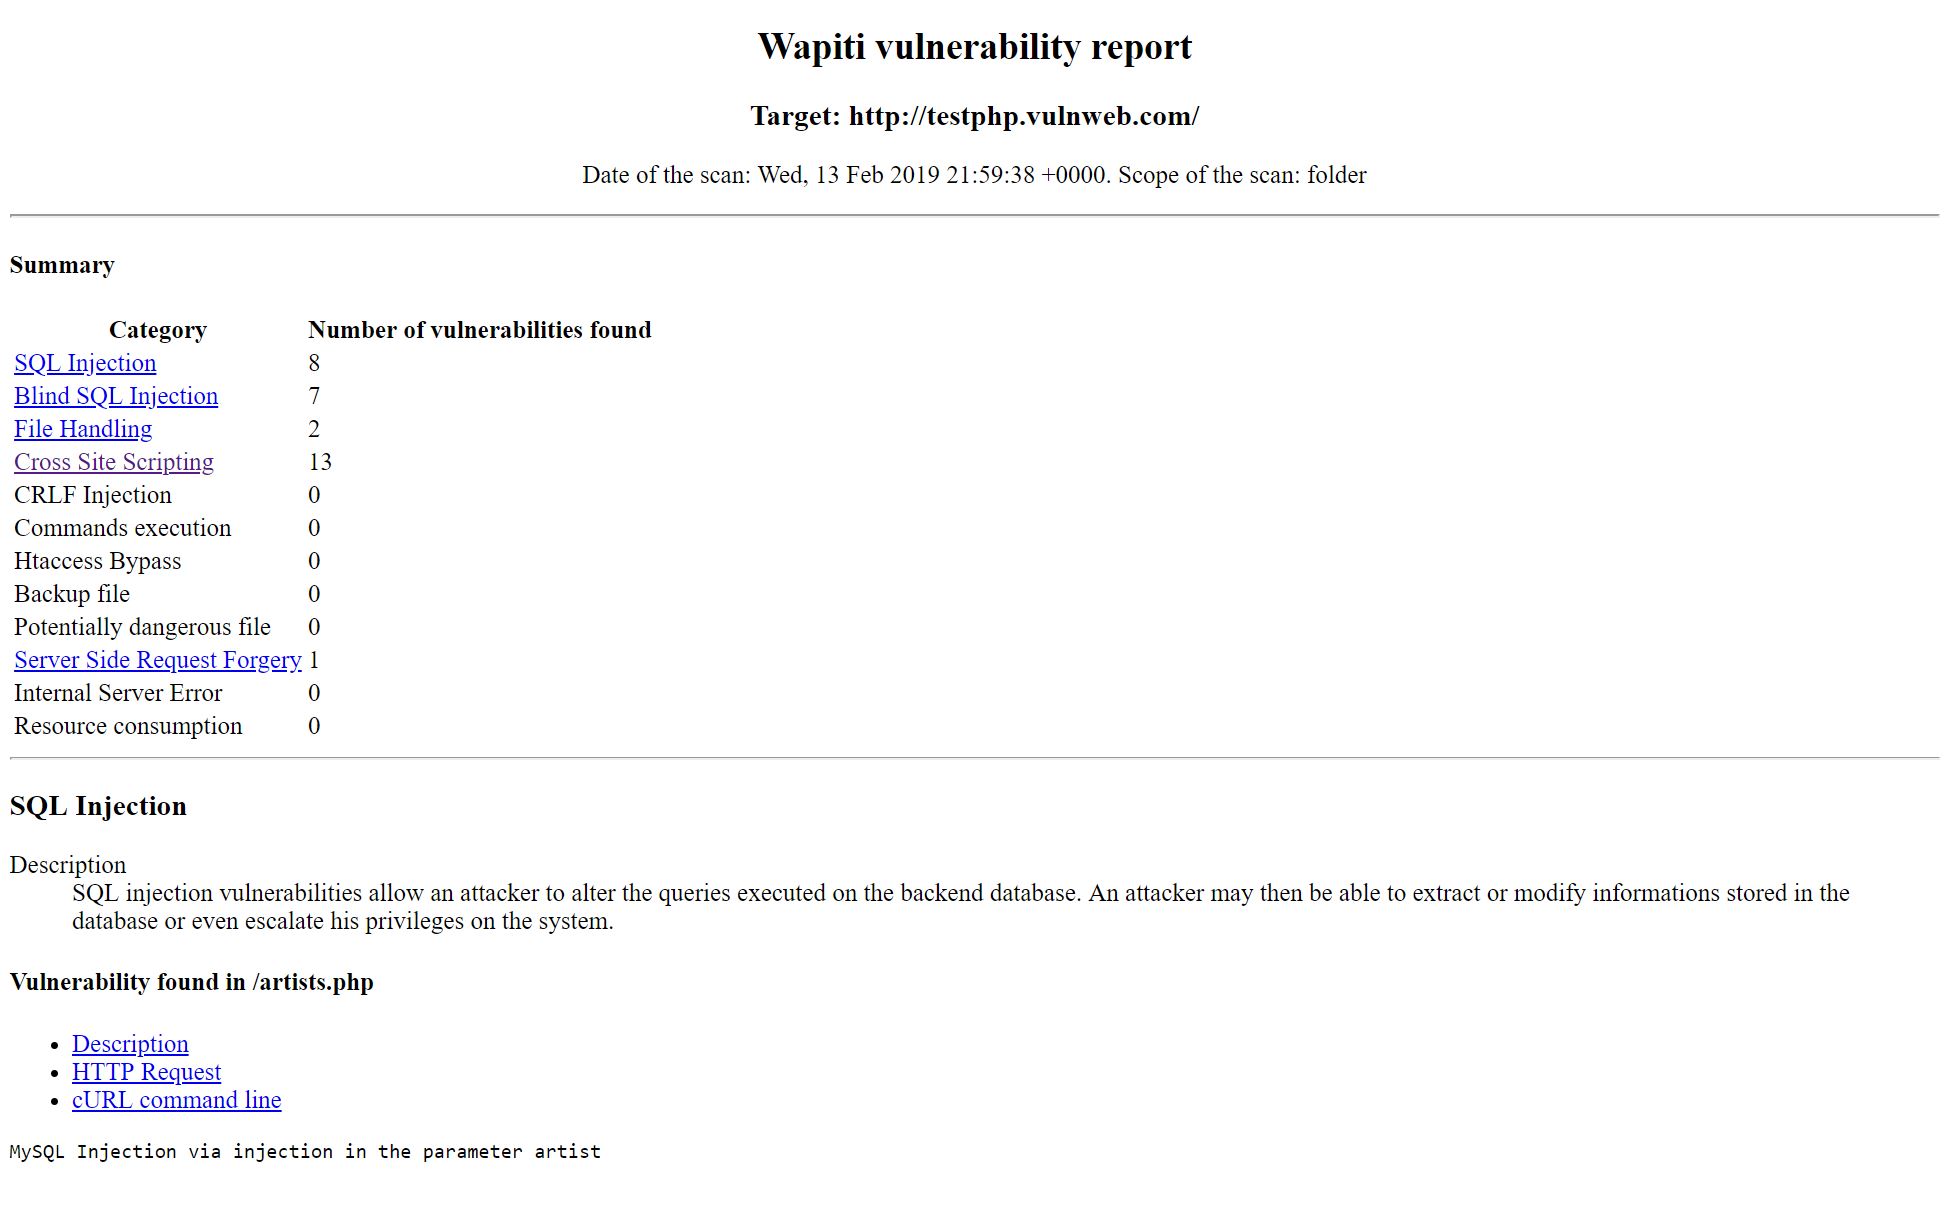 Wapiti vulnerability report
Target: http://testphp.vulnweb.com/
Date of the scan: Wed, 13 Feb 2019 21:59:38 +0000. Scope of the scan: folder
Summary
Category Number of vulnerabilities found
SQL Injection 8
Blind SQL Injection 7
File Handling 2
Cross Site Scripting 13
CRLF Injection 0
Commands execution 0
Htaccess Bypass 0
Backup file 0
Potentially dangerous file 0
Server Side Request Forgery 1
Internal Server Error 0
Resource consumption 0
SQL Injection
Description
SQL injection vulnerabilities allow an attacker to alter the queries executed on the backend database. An attacker may then be able to extract or modify informations stored in the
database or even escalate his privileges on the system.
Vulnerability found in /artists.php
• Description
• HTTP Request
• cURL command line
MySQL Injection via injection in the parameter artist